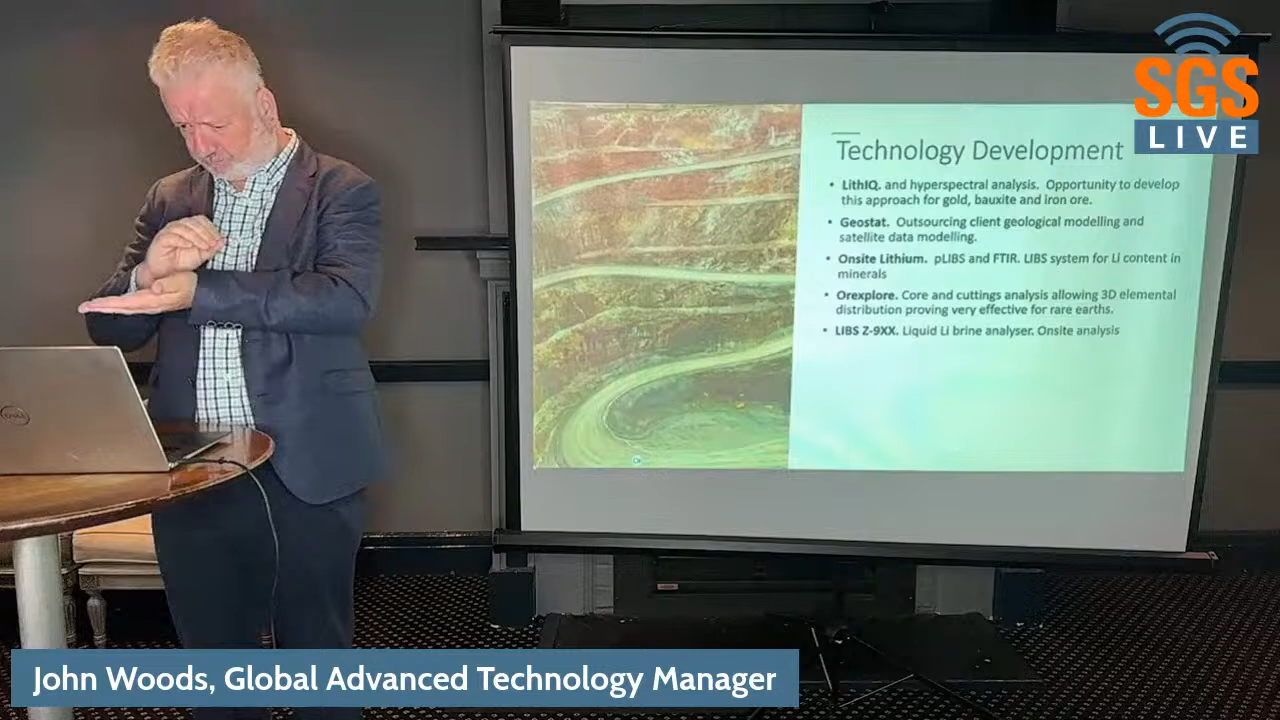 SGS
LIVE
Technology Development
• LithIQ. and hyperspectral analysis. Opportunity to develop
this approach for gold, bauxite and iron ore.
• Geostat. Outsourcing client geological modelling and
satellite data modelling.
• Onsite Lithium. pLIBS and FTIR. LIBS system for Li content in
minerals
• Orexplore. Core and cuttings analysis allowing 3D elemental
distribution proving very effective for rare earths.
• LIBS Z-9XX. Liquid Li brine analyser. Onsite analysis
DELL
John Woods, Global Advanced Technology Manager